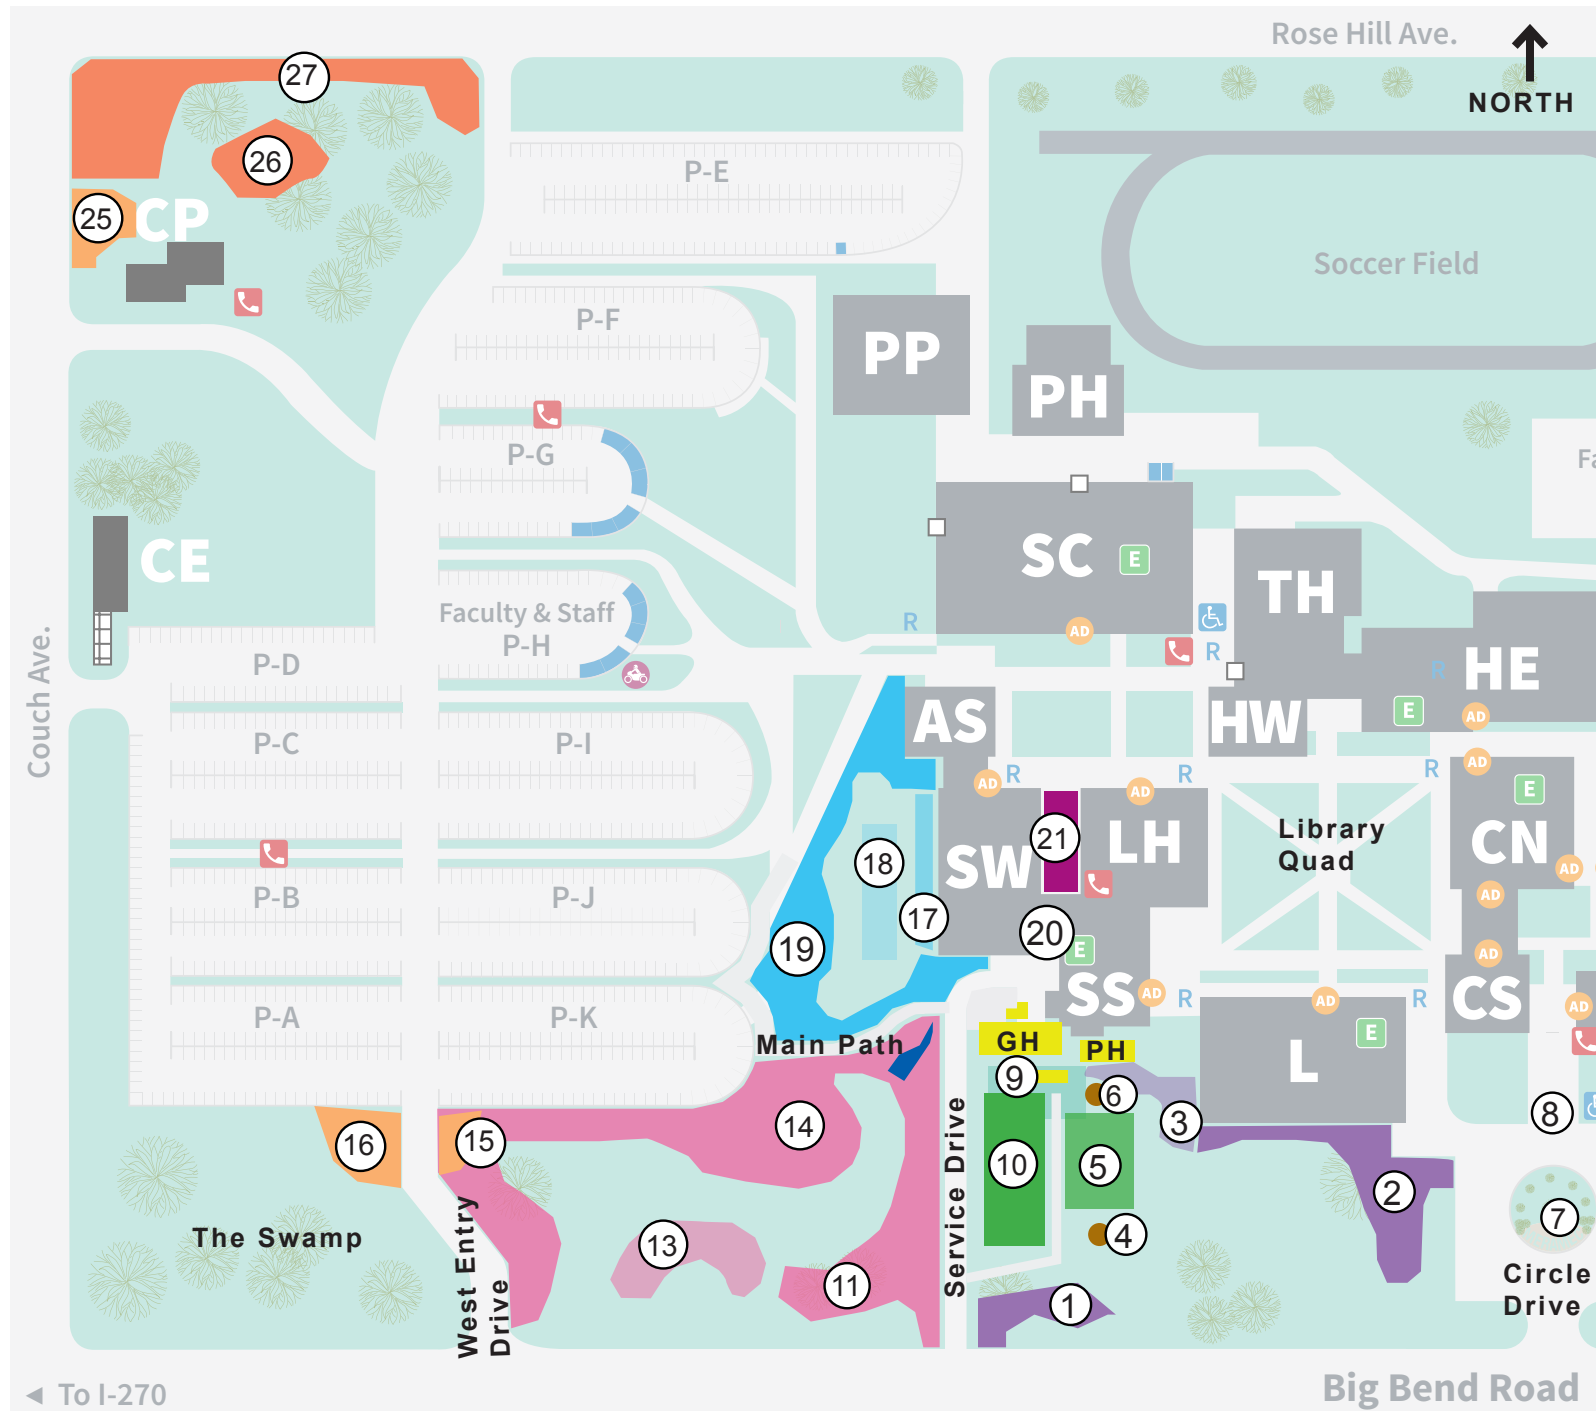 Rose Hill Ave.
NORTH
27
26
25
CP
P-E
Soccer Field
P-F
PP
PH
P-G
Fa
CE
SC
E
TH
Faculty & Staff
P-H
R
AD
R
P-D
R
HE
Couch Ave.
P-C
P-I
AS
E
HW
AD
AD
R
AD
R
R
AD
E
21
Library
Quad
SW
LH
CN
18
AD
P-B
P-J
AD
17
20
19
E
AD
SS
AD
R
AD
R
CS
AD
P-A
P-K
E
Main Path
GH
PH
L
9
6
14
3
8
16
15
10
5
2
The Swamp
West Entry
Drive
13
Service Drive
4
7
11
1
Circle
Drive
To I-270
Big Bend Road